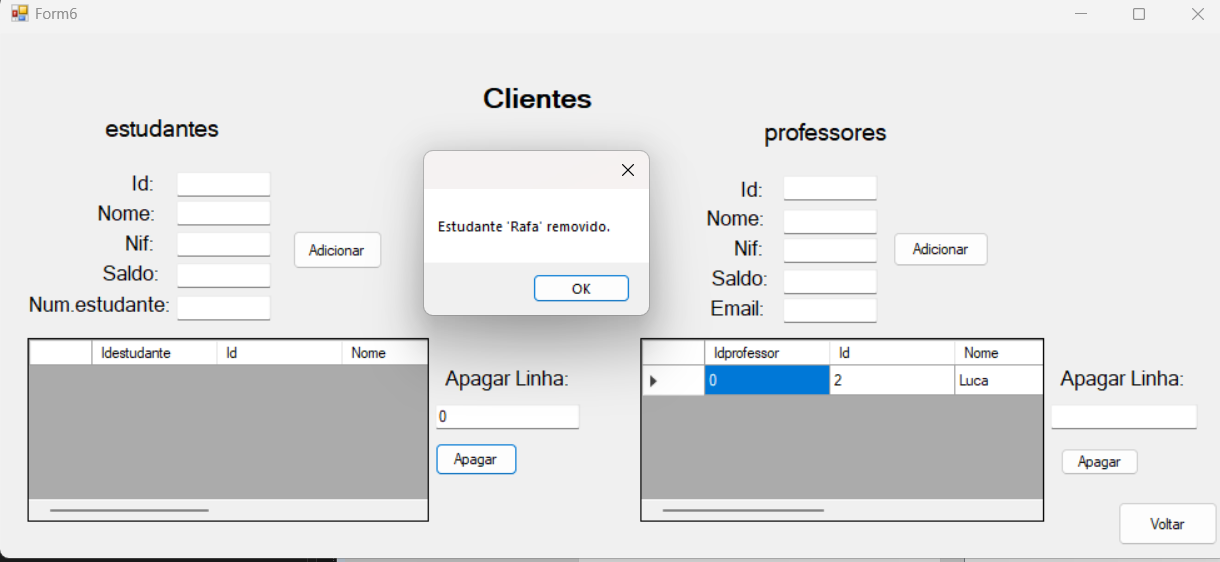 Form6
Clientes
estudantes
Id:
Nome:
Nif:
Saldo:
Num.estudante:
Adicionar
Estudante 'Rafa' removido.
OK
professores
Id:
Nome:
Nif:
Saldo:
Email:
Adicionar
Idestudante Id Nome
Apagar Linha:
0
Apagar
Idprofessor Id Nome
0 2 Luca
Apagar Linha:
Apagar
Voltar